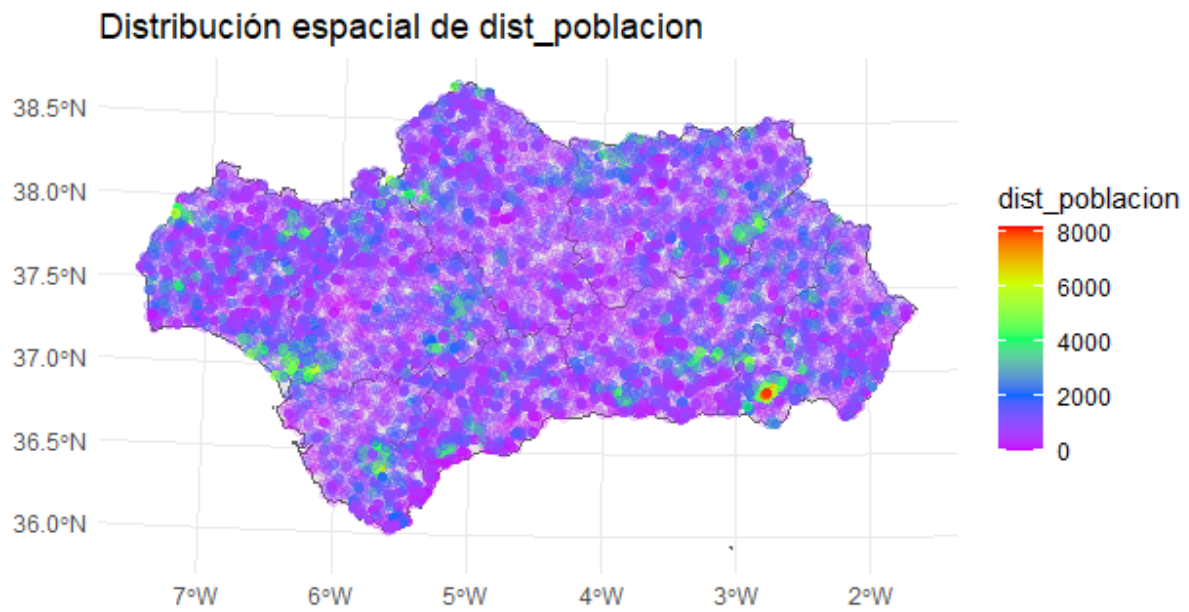 Distribución espacial de dist_poblacion
38.5°N
38.0°N
37.5°N
37.0°N
36.5°N
36.0°N
7°W
6°W
5°W
4°W
3°W
2°W
dist_poblacion
8000
6000
4000
2000
0